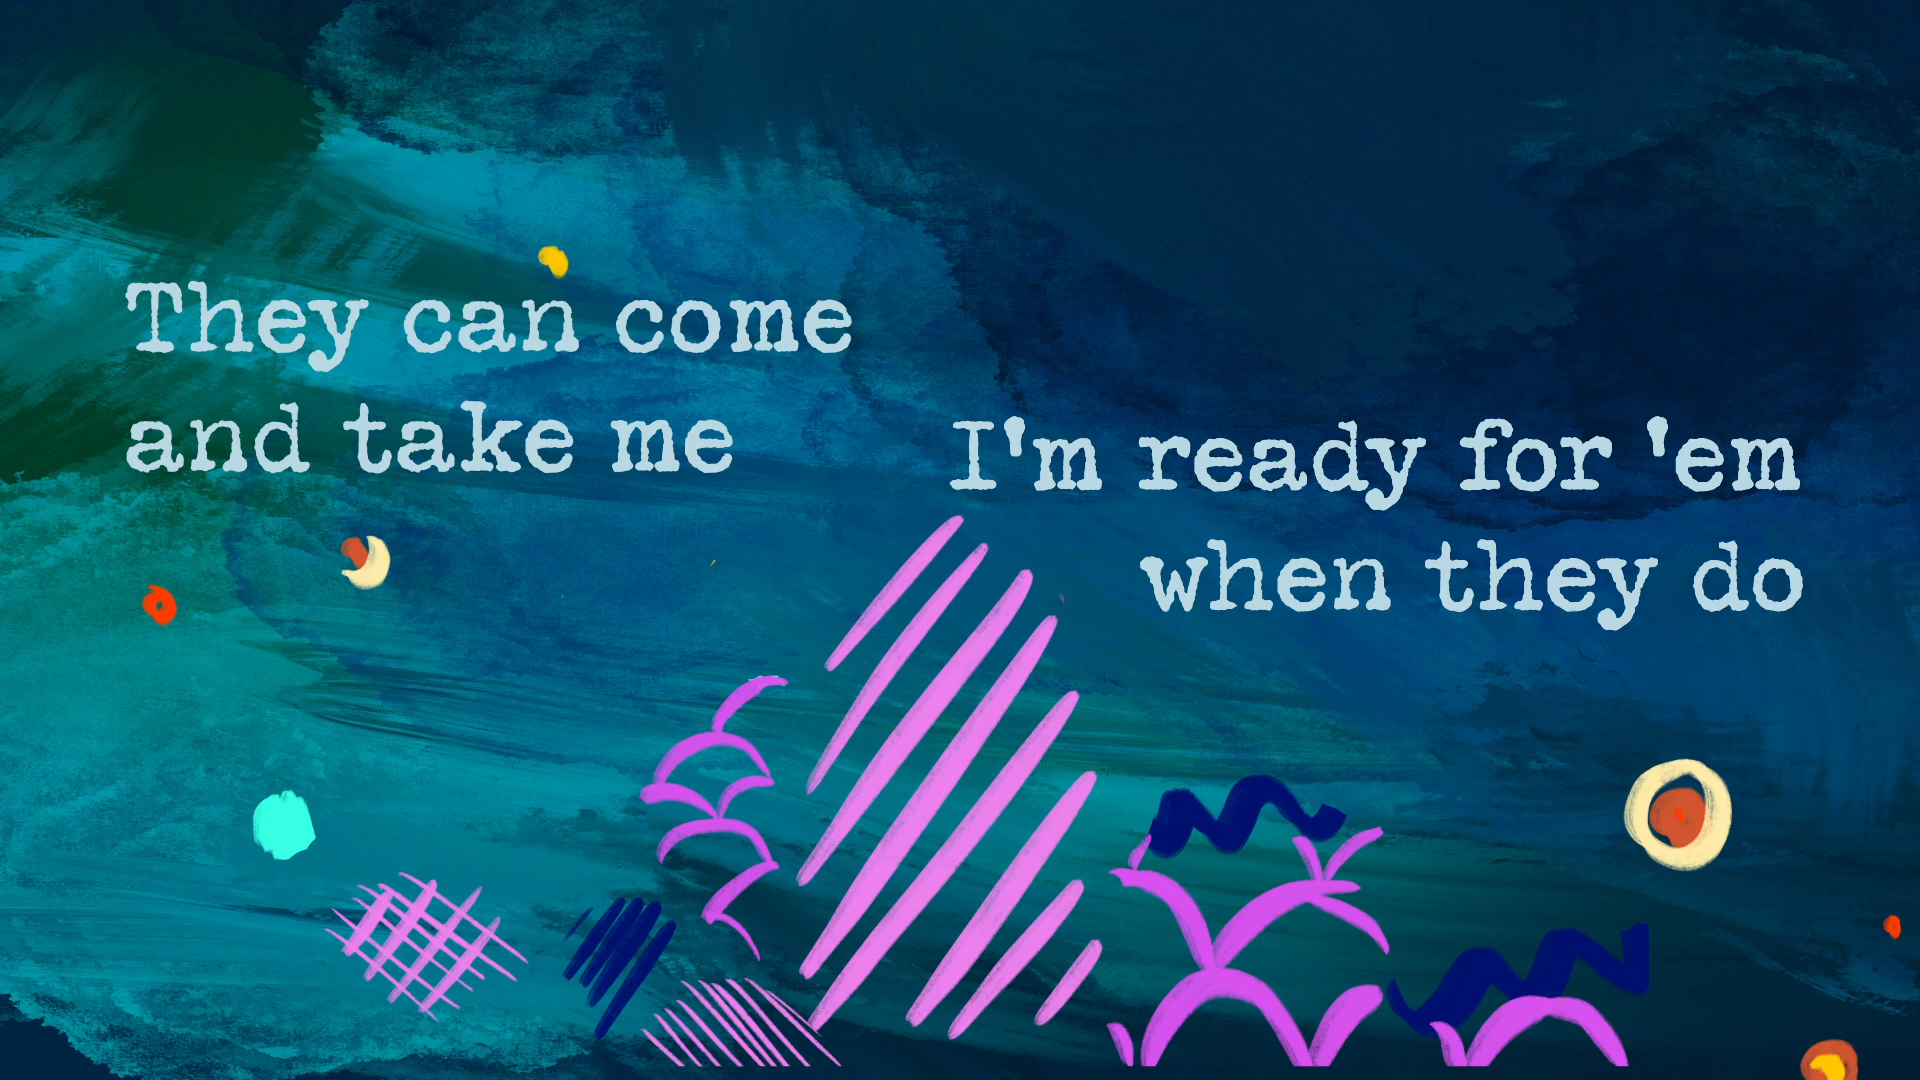 They can come
and take me
I'm ready for 'em
when they do